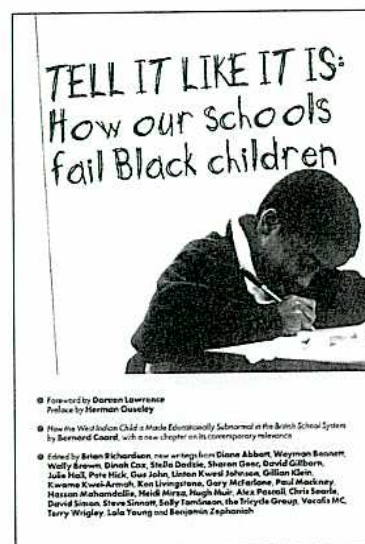 TELL IT LIKE IT IS:
How our Schools
fail Black children
Foreword by Doreen Lawrence
Preface by Herman Ouseley
How the West Indian Child is Made Educationally Subnormal in the British School System
by Bernard Coard, with a new chapter on its contemporary relevance
Edited by Brian Richardson, new writings from Diane Abbott, Weyman Bennett,
Wally Brown, Dinah Cox, Stella Dadzie, Sharon Geer, David Gillborn,
Julie Hall, Pete Hick, Gus John, Linton Kwesi Johnson, Gillian Klein,
Kwame Kwei-Armah, Ken Livingstone, Gary McFarlane, Paul Mackney,
Hassan Mahamdallie, Heidi Mirza, Hugh Muir, Alex Pascall, Chris Searle,
David Simon, Steve Sinnott, Sally Tomlinson, the Tricycle Group, Vocalis MC,
Terry Wrigley, Lola Young and Benjamin Zephaniah